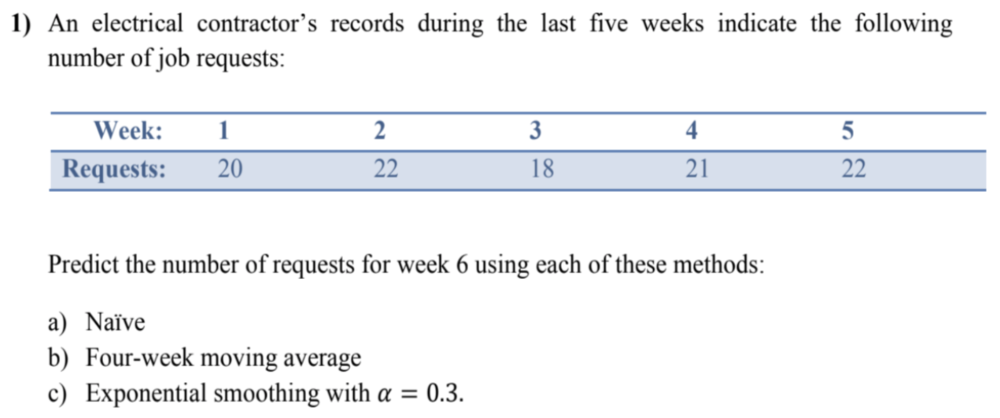 1) An electrical contractor’s records during the last five weeks indicate the following
number of job requests:
Week: 1 2 3 4 5
Requests: 20 22 18 21 22
Predict the number of requests for week 6 using each of these methods:
a) Naïve
b) Four-week moving average
c) Exponential smoothing with α = 0.3.